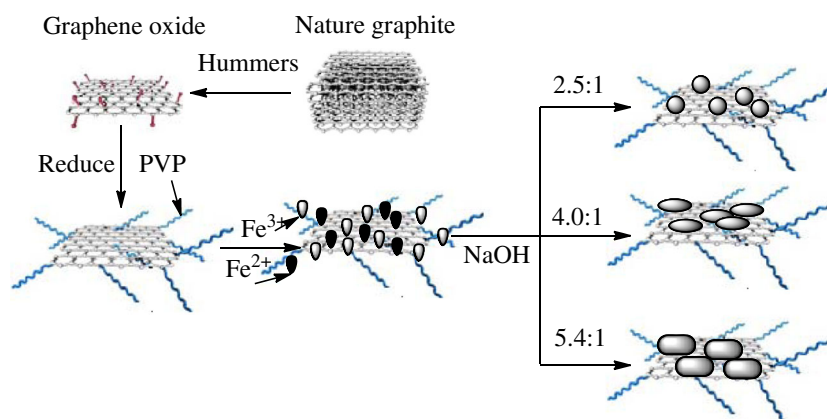 Graphene oxide
Nature graphite
Hummers
Reduce
PVP
Fe³⁺
Fe²⁺
NaOH
2.5:1
4.0:1
5.4:1